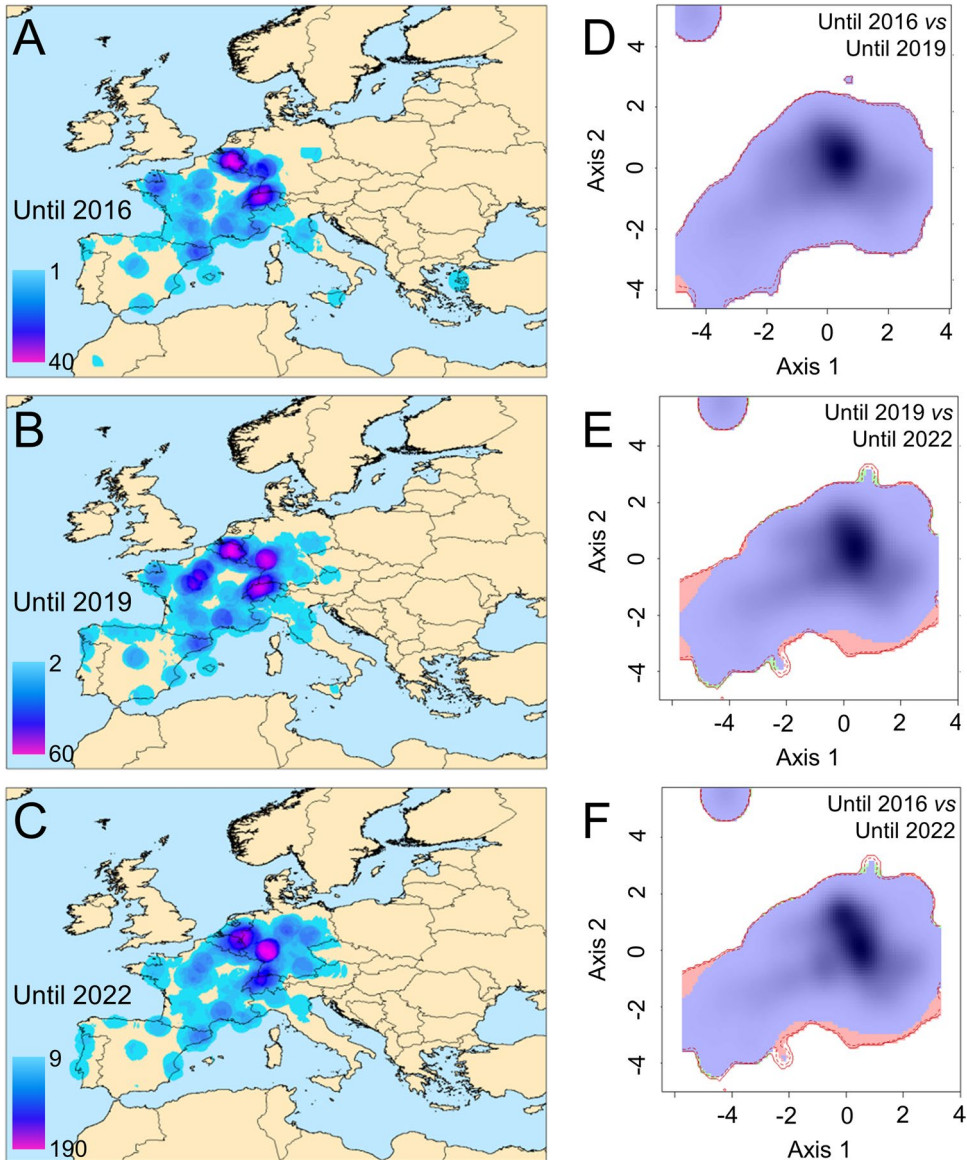 A
Until 2016
1
40
D
Until 2016 vs
Until 2019
4
2
0
-2
-4
Axis 2
-4 -2 0 2 4
Axis 1
B
Until 2019
2
60
E
Until 2019 vs
Until 2022
4
2
0
-2
-4
Axis 2
-4 -2 0 2 4
Axis 1
C
Until 2022
9
190
F
Until 2016 vs
Until 2022
4
2
0
-2
-4
Axis 2
-4 -2 0 2 4
Axis 1